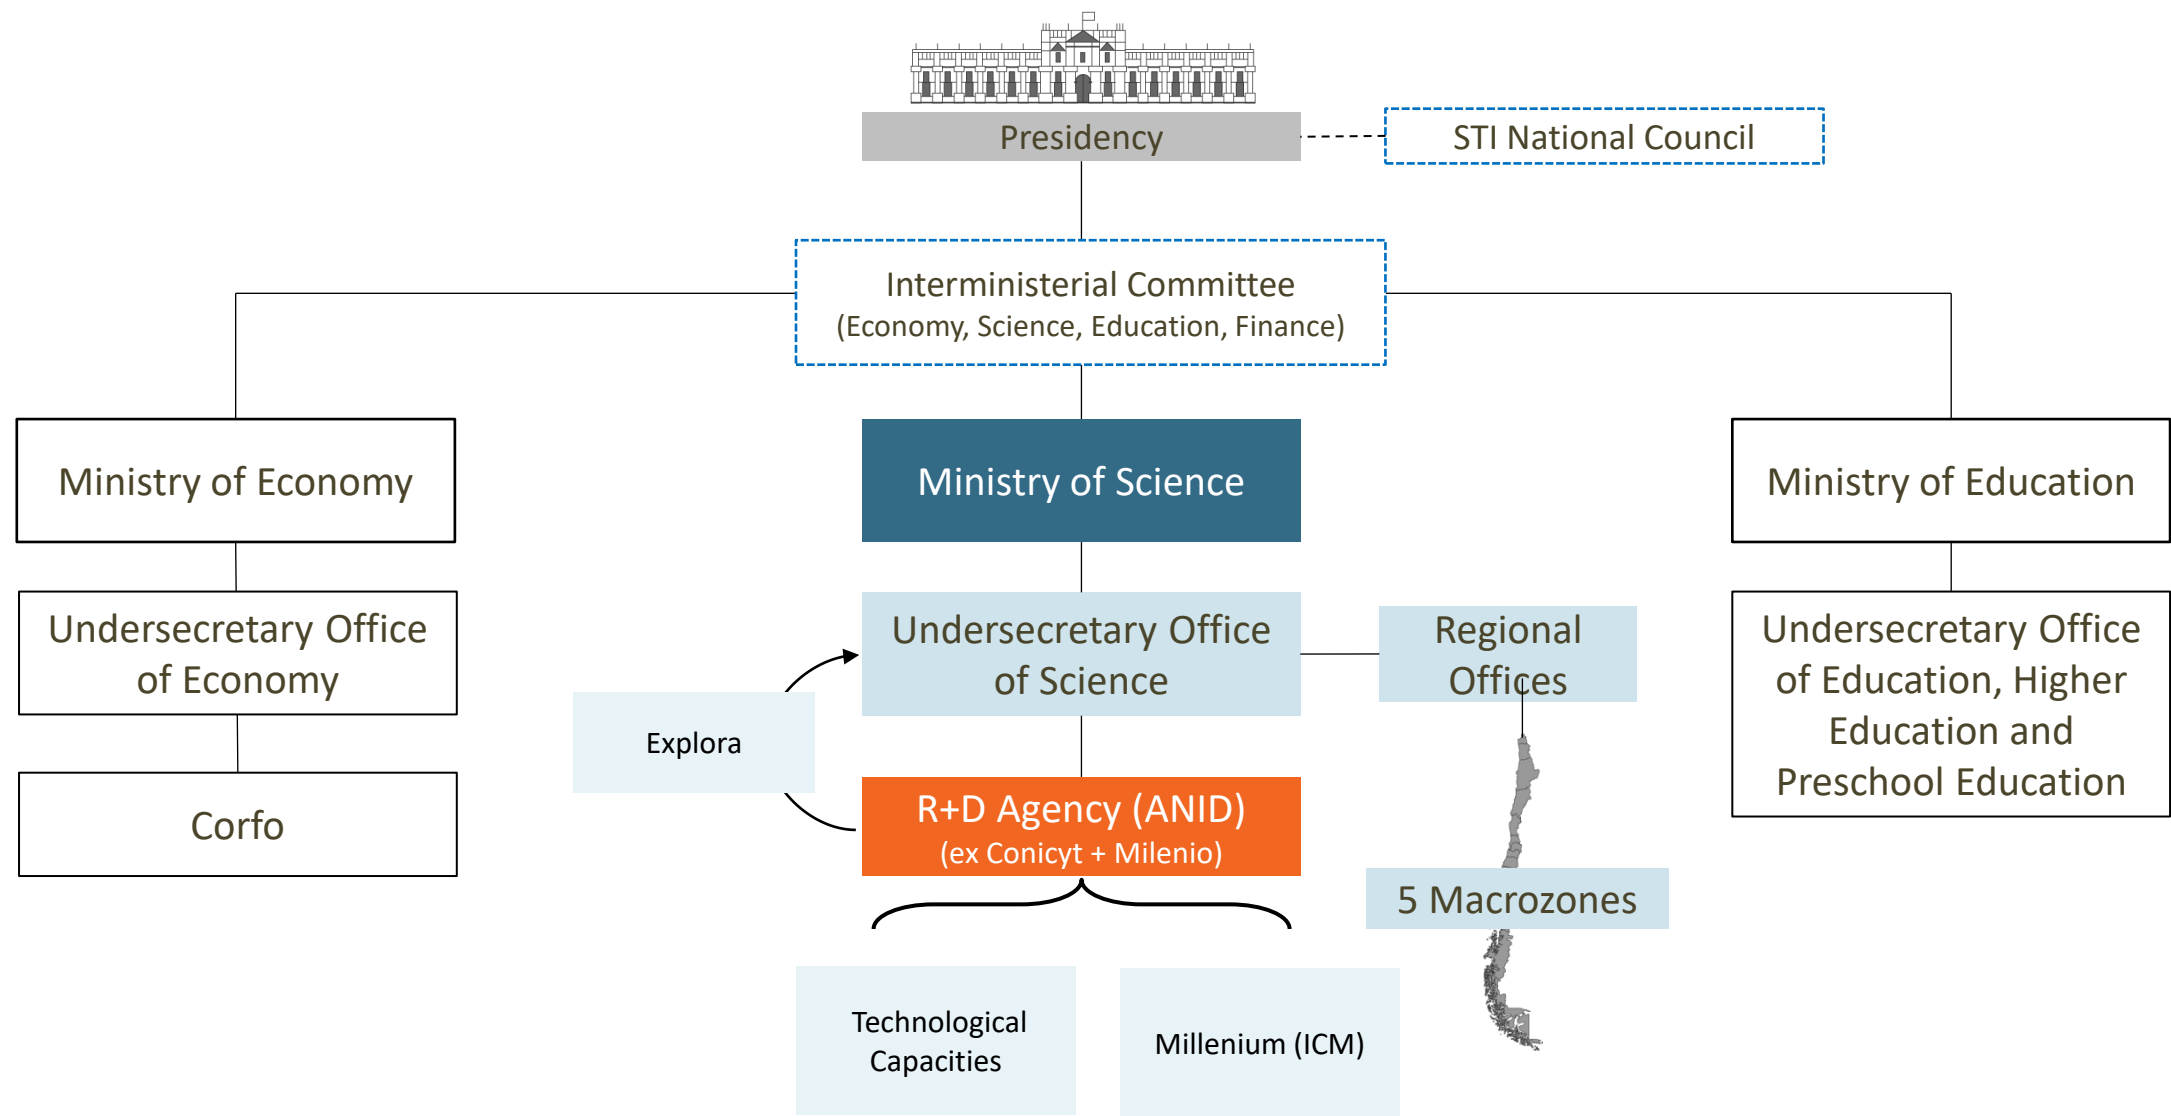 Presidency
STI National Council
Interministerial Committee
(Economy, Science, Education, Finance)
Ministry of Economy
Ministry of Science
Ministry of Education
Undersecretary Office
of Economy
Undersecretary Office
of Science
Regional
Offices
Undersecretary Office
of Education, Higher
Education and
Preschool Education
Explora
Corfo
R+D Agency (ANID)
(ex Conicyt + Milenio)
5 Macrozones
Technological
Capacities
Millenium (ICM)